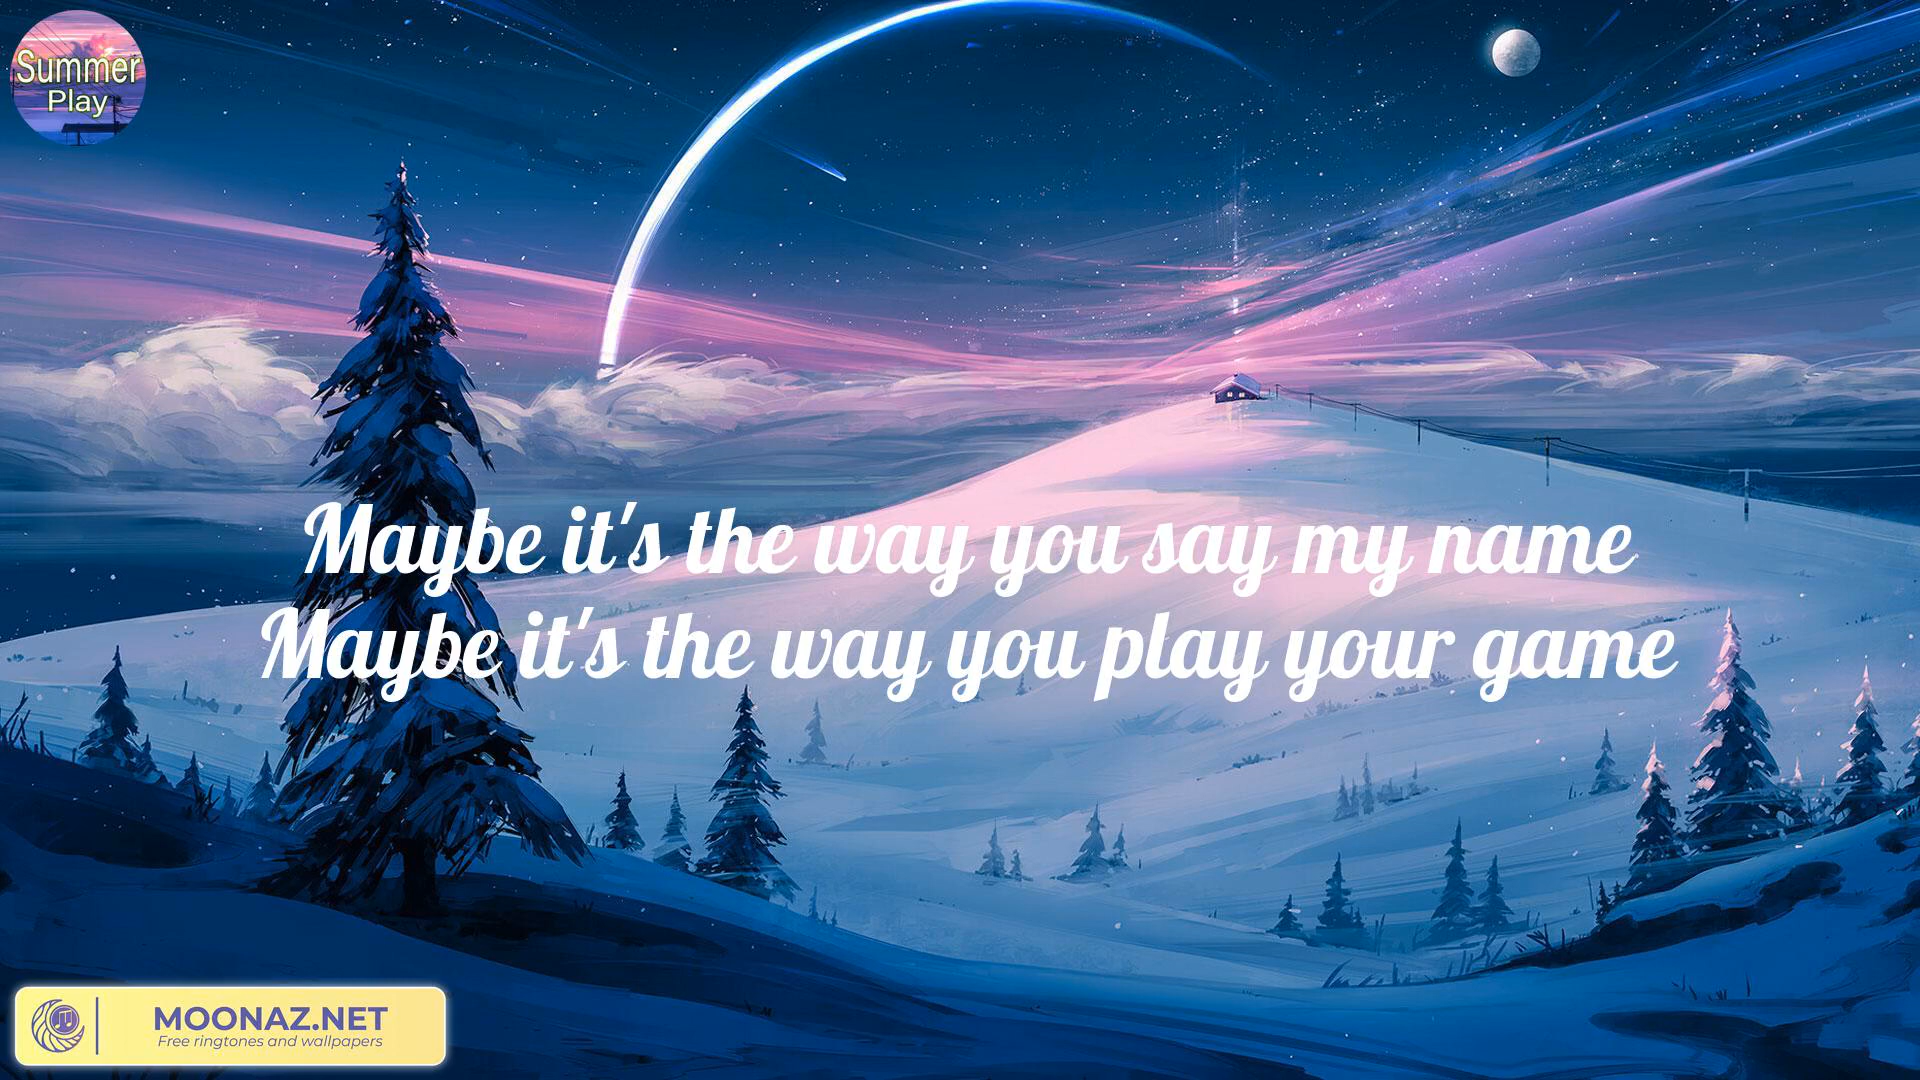 Summer
Play
Maybe it's the way you say my name
Maybe it's the way you play your game
MOONAZ.NET
Free ringtones and wallpapers